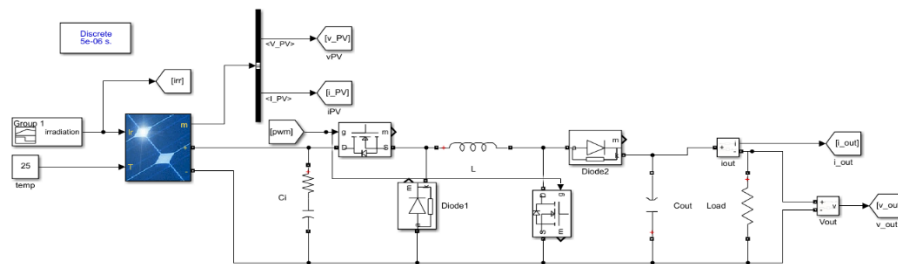 Discrete
5e-06 s.
<V_PV>
[v_PV]
vPV
[irr]
<I_PV>
[i_PV]
iPV
Group 1
irradiation
Ir
m
[pwm]
g
m
D
S
m
[i_out]
i_out
iout
Diode2
25
temp
T
L
Ci
Diode1
m
g
D
S
m
Cout
Load
Vout
v
[v_out
v_out